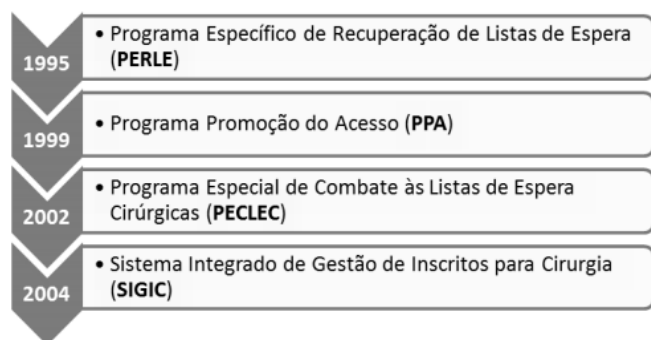 1995
• Programa Específico de Recuperação de Listas de Espera
(PERLE)
1999
• Programa Promoção do Acesso (PPA)
2002
• Programa Especial de Combate às Listas de Espera
Cirúrgicas (PECLEC)
2004
• Sistema Integrado de Gestão de Inscritos para Cirurgia
(SIGIC)